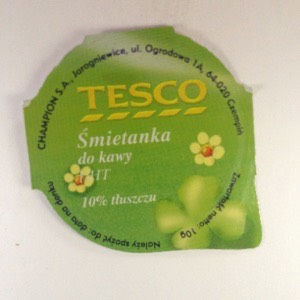 CHAMPION S.A., Jarogniewice, ul. Ogrodowa 1A, 64-020 Czempiń
TESCO
Śmietanka
do kawy
UHT
10% tłuszczu
Zawartość netto: 10g
Należy spożyć do: data na denku